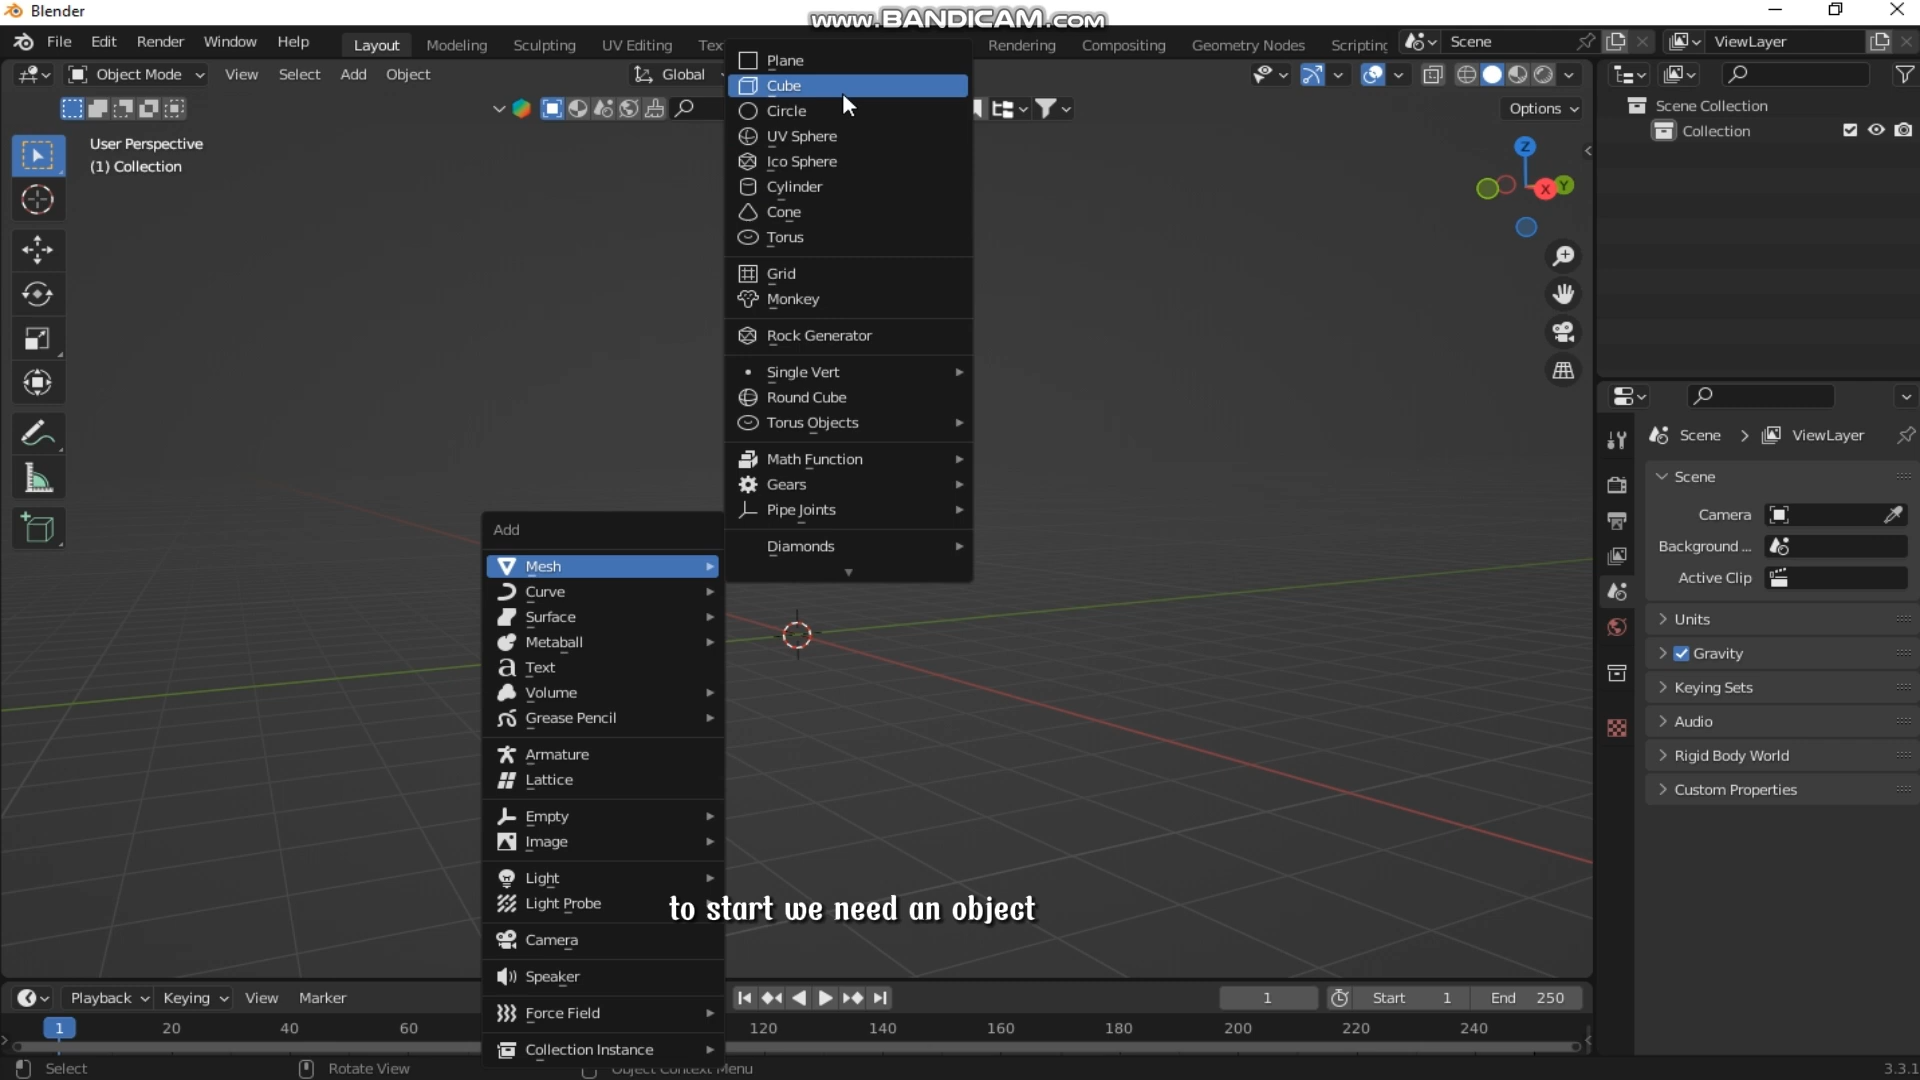 Blender
www.BANDICAM.com
File Edit Render Window Help
Layout Modeling Sculpting UV Editing Tex
Rendering Compositing Geometry Nodes Scripting
Scene
ViewLayer
Object Mode View Select Add Object
Global
Options
User Perspective
(1) Collection
Plane
Cube
Circle
UV Sphere
Ico Sphere
Cylinder
Cone
Torus
Grid
Monkey
Rock Generator
Single Vert
Round Cube
Torus Objects
Math Function
Gears
Pipe Joints
Diamonds
Z
X
Y
Scene Collection
Collection
Scene > ViewLayer
Scene
Camera
Background ...
Active Clip
Units
Gravity
Keying Sets
Audio
Rigid Body World
Custom Properties
Add
Mesh
Curve
Surface
Metaball
Text
Volume
Grease Pencil
Armature
Lattice
Empty
Image
Light
Light Probe
Camera
Speaker
Force Field
Collection Instance
to start we need an object
Playback Keying View Marker
1
Start 1
End 250
1 20 40 60 120 140 160 180 200 220 240
Select
Rotate View
Object Context Menu
3.3.1